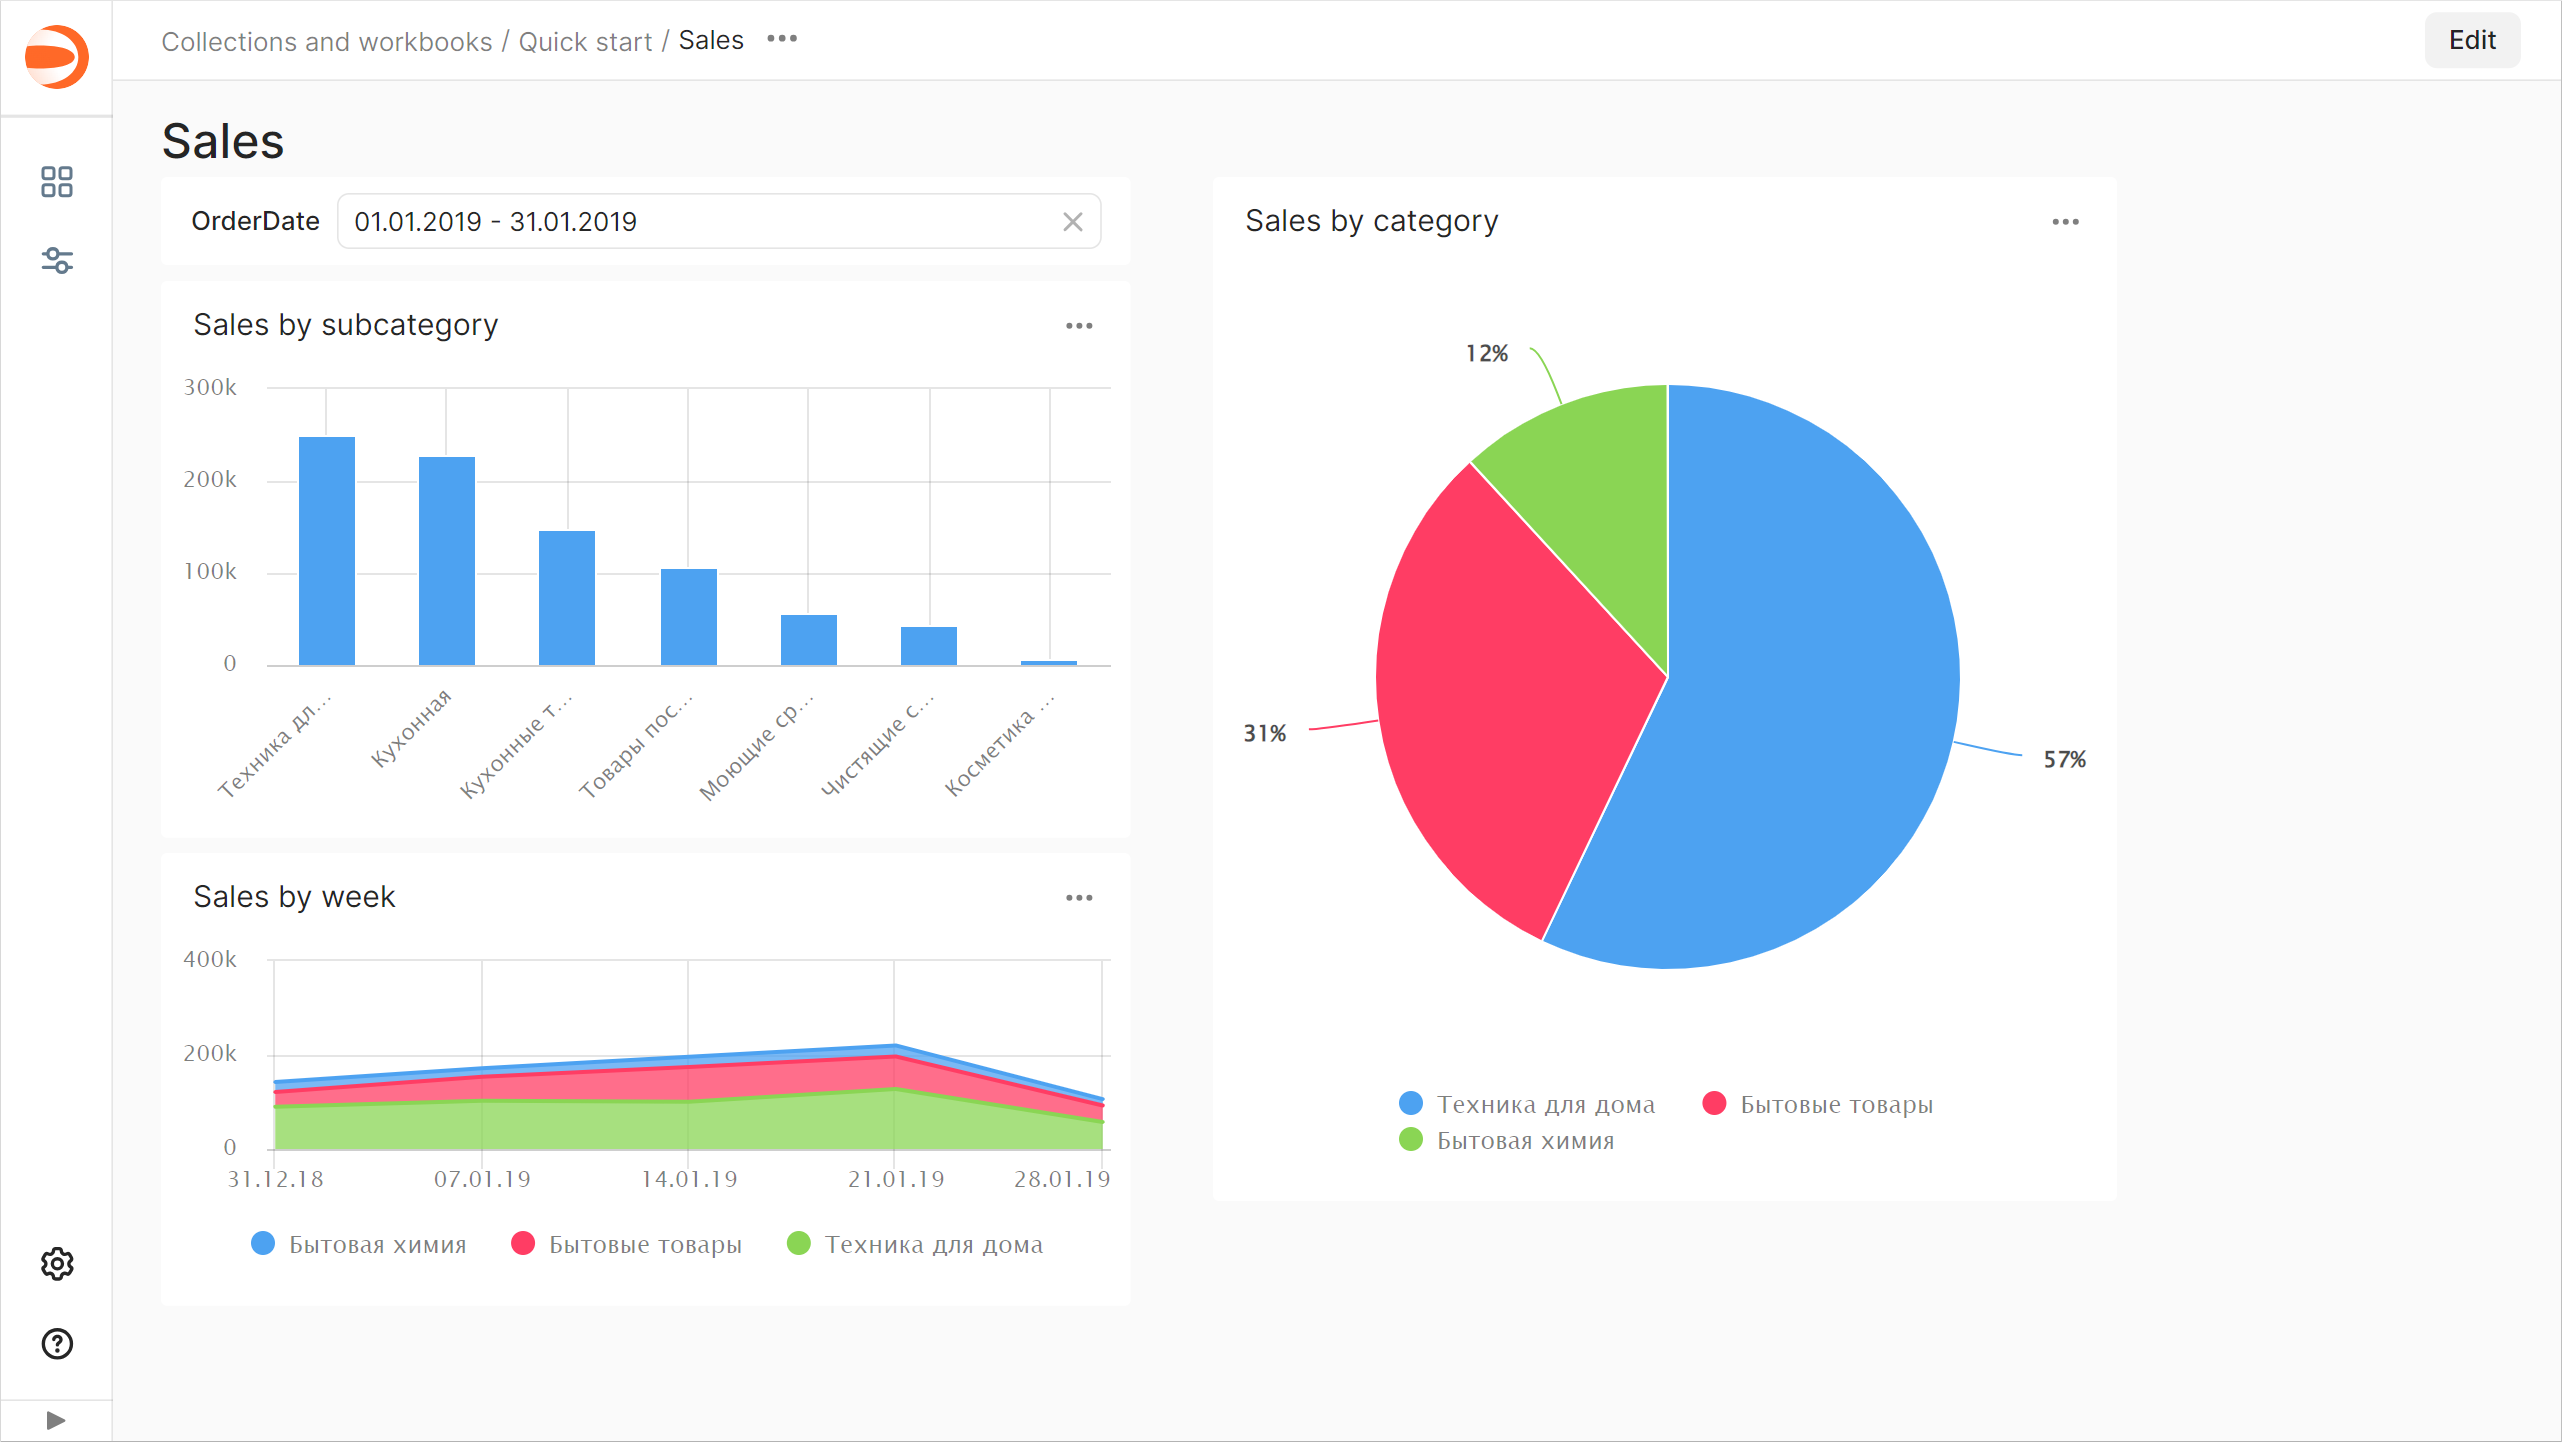 Collections and workbooks / Quick start / Sales
Edit
Sales
OrderDate 01.01.2019 - 31.01.2019
Sales by subcategory
300k
200k
100k
0
Техника дл...
Кухонная
Кухонные т...
Товары пос...
Моющие ср...
Чистящие с...
Косметика ...
Sales by week
400k
200k
0
31.12.18 07.01.19 14.01.19 21.01.19 28.01.19
Бытовая химия Бытовые товары Техника для дома
Sales by category
12%
31%
57%
Техника для дома Бытовые товары
Бытовая химия